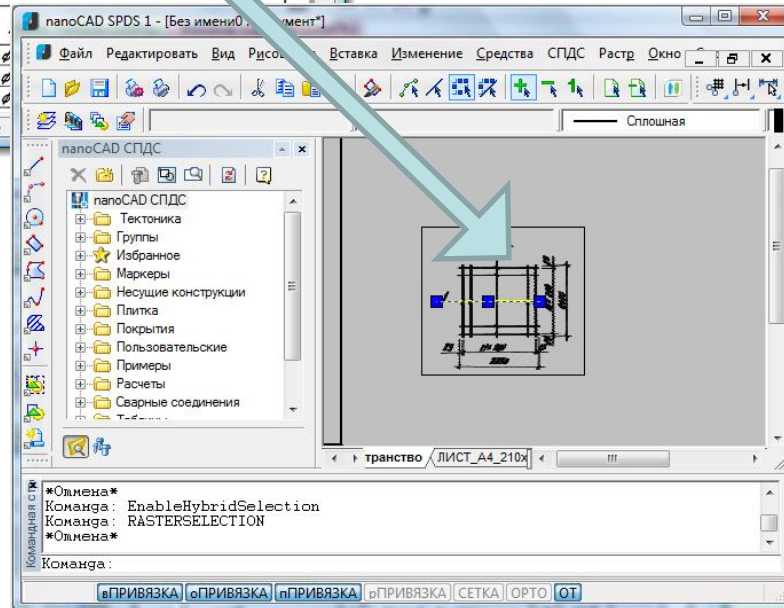 nanoCAD SPDS 1 - [Без имени0
умент*]
Файл Редактировать Вид Рисо
Вставка Изменение Средства СПДС Растр Окно
Сплошная
nanoCAD СПДС
nanoCAD СПДС
Тектоника
Группы
Избранное
Маркеры
Несущие конструкции
Плитка
Покрытия
Пользовательские
Примеры
Расчеты
Сварные соединения
транство ЛИСТ_А4_210x
Командная стр
*Отмена*
Команда: EnableHybridSelection
Команда: RASTERSELECTION
*Отмена*
Команда:
вПРИВЯЗКА оПРИВЯЗКА пПРИВЯЗКА рПРИВЯЗКА СЕТКА ОРТО ОТ